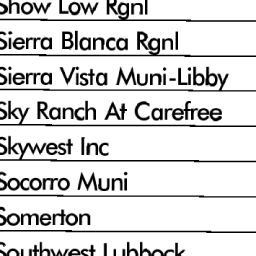 Show Low Rgnl
Sierra Blanca Rgnl
Sierra Vista Muni-Libby
Sky Ranch At Carefree
Skywest Inc
Socorro Muni
Somerton
Southwest Lubbock